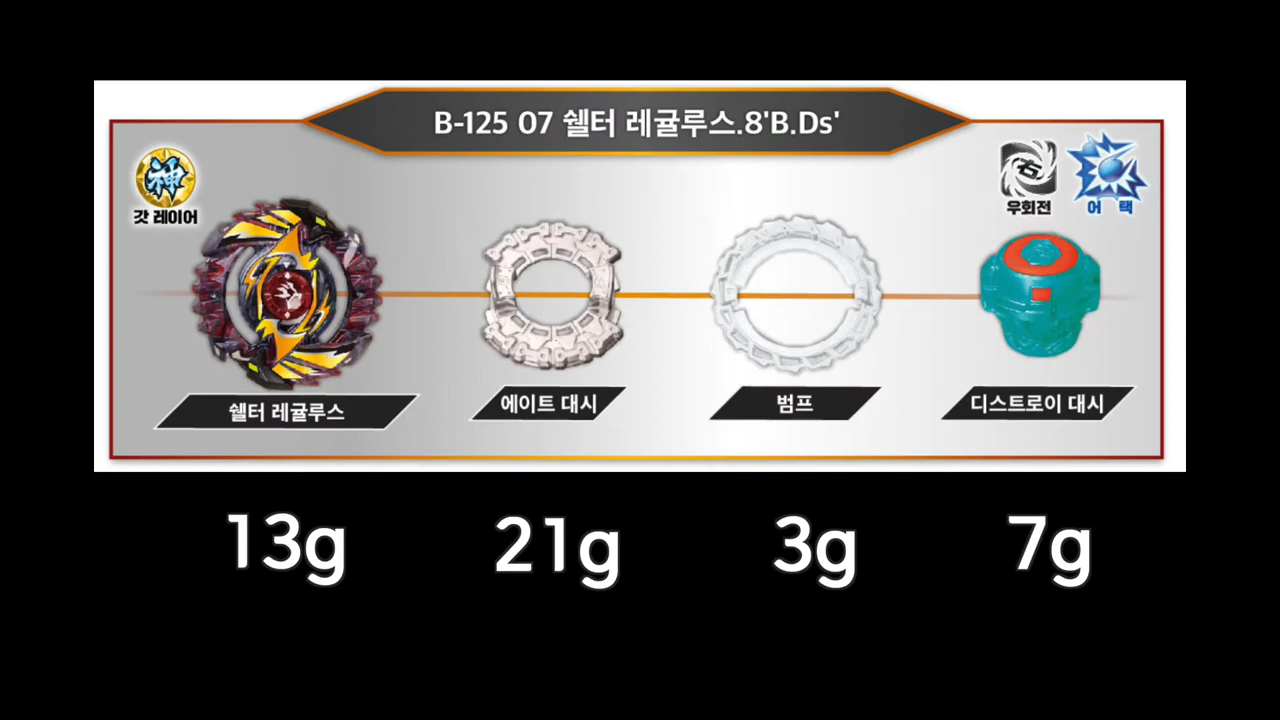 B-125 07 쉘터 레귤루스.8'B.Ds'
神
갓 레이어
右
우회전
어 택
쉘터 레귤루스
에이트 대시
범프
디스트로이 대시
13g
21g
3g
7g